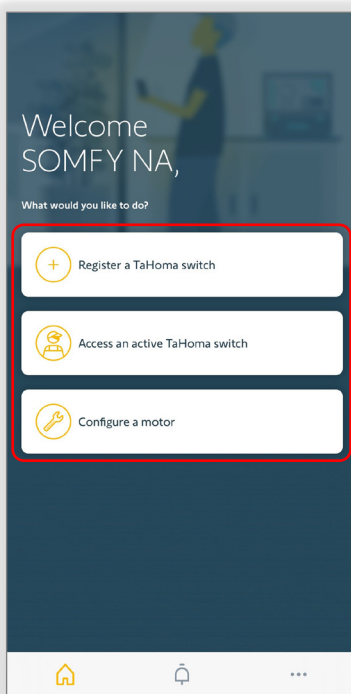 Welcome
SOMFY NA,
What would you like to do?
Register a TaHoma switch
Access an active TaHoma switch
Configure a motor